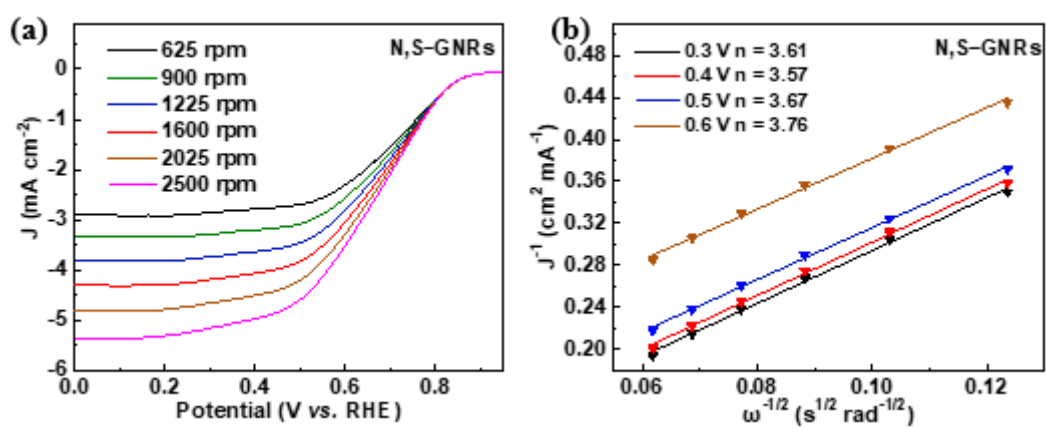 (a)
N,S-GNRs
625 rpm
900 rpm
1225 rpm
1600 rpm
2025 rpm
2500 rpm
0
-1
-2
-3
-4
-5
-6
J (mA cm⁻²)
0.0 0.2 0.4 0.6 0.8
Potential (V vs. RHE)
(b)
N,S-GNRs
0.3 V n = 3.61
0.4 V n = 3.57
0.5 V n = 3.67
0.6 V n = 3.76
0.48
0.44
0.40
0.36
0.32
0.28
0.24
0.20
J⁻¹ (cm² mA⁻¹)
0.06 0.08 0.10 0.12
ω⁻¹/² (s¹/² rad⁻¹/²)